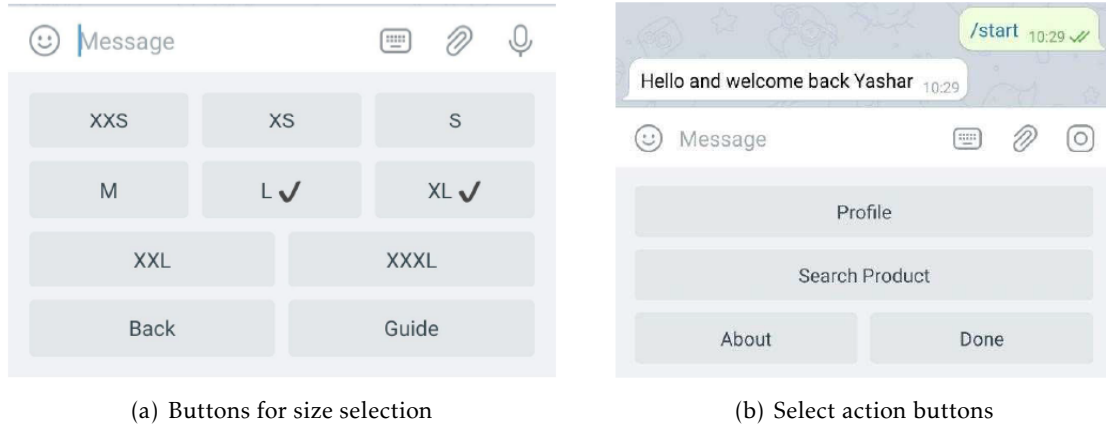 Message
XXS XS S
M L ✔ XL ✔
XXL XXXL
Back Guide
(a) Buttons for size selection
/start 10:29
Hello and welcome back Yashar 10:29
Message
Profile
Search Product
About Done
(b) Select action buttons